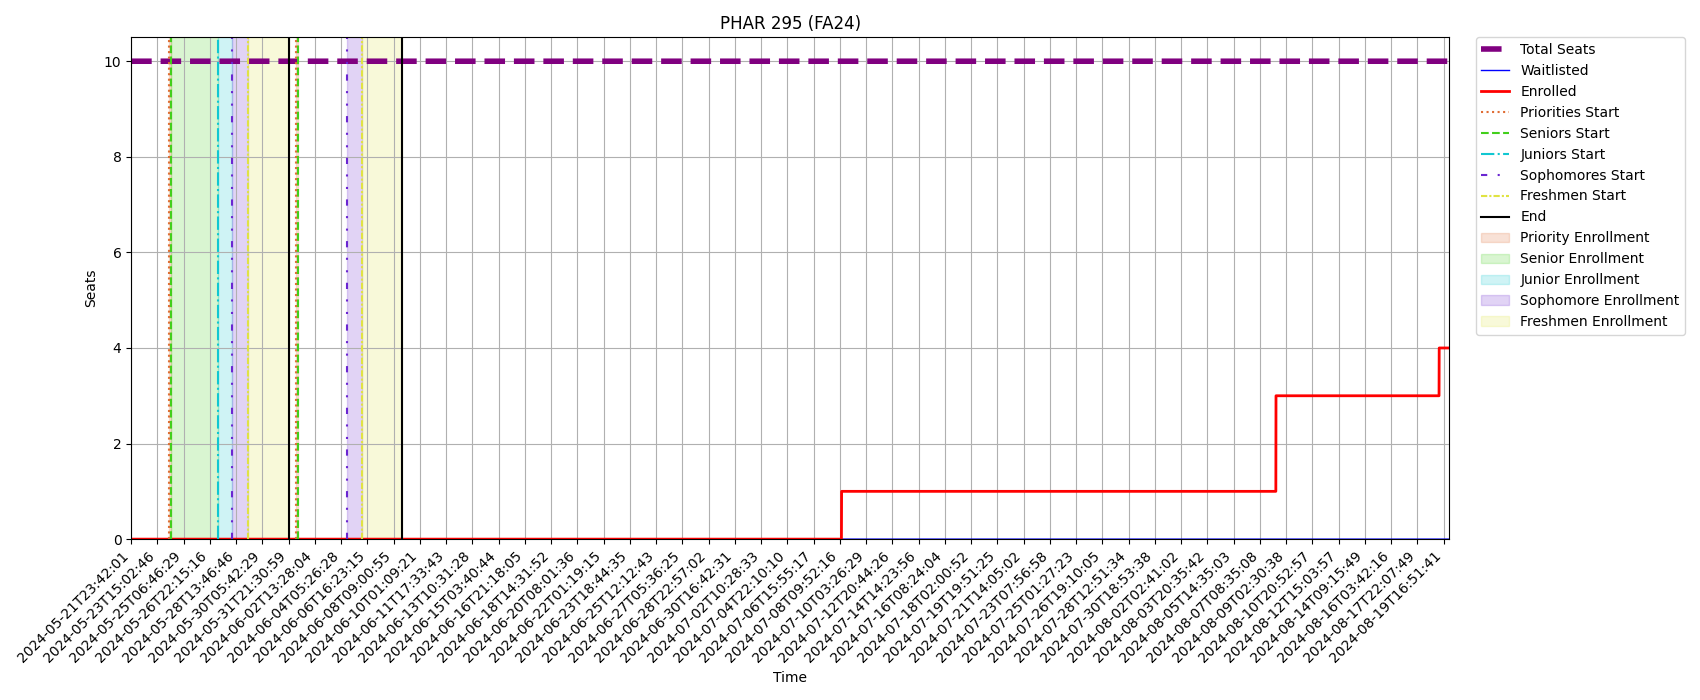 PHAR 295 (FA24)
Total Seats
Waitlisted
Enrolled
Priorities Start
Seniors Start
Juniors Start
Sophomores Start
Freshmen Start
End
Priority Enrollment
Senior Enrollment
Junior Enrollment
Sophomore Enrollment
Freshmen Enrollment
Seats
10
8
6
4
2
0
2024-05-21T23:42:01
2024-05-23T15:02:46
2024-05-25T06:46:29
2024-05-26T22:15:16
2024-05-28T13:46:46
2024-05-30T05:42:29
2024-05-31T21:30:59
2024-06-02T13:28:04
2024-06-04T05:26:28
2024-06-06T16:23:15
2024-06-08T09:00:55
2024-06-10T01:09:21
2024-06-11T17:33:43
2024-06-13T10:31:28
2024-06-15T03:40:44
2024-06-16T21:18:05
2024-06-18T14:31:52
2024-06-20T08:01:36
2024-06-22T01:19:15
2024-06-23T18:44:35
2024-06-25T12:12:43
2024-06-27T05:36:25
2024-06-28T22:57:02
2024-06-30T16:42:31
2024-07-02T10:28:33
2024-07-04T22:10:10
2024-07-06T15:55:17
2024-07-08T09:52:16
2024-07-10T03:26:29
2024-07-12T20:44:26
2024-07-14T14:23:56
2024-07-16T08:24:04
2024-07-18T02:00:52
2024-07-19T19:51:25
2024-07-21T14:05:02
2024-07-23T07:56:58
2024-07-25T01:27:23
2024-07-26T19:10:05
2024-07-28T12:51:34
2024-07-30T18:53:38
2024-08-02T02:41:02
2024-08-03T20:35:42
2024-08-05T14:35:03
2024-08-07T08:35:08
2024-08-09T02:30:38
2024-08-10T20:52:57
2024-08-12T15:03:57
2024-08-14T09:15:49
2024-08-16T03:42:16
2024-08-17T22:07:49
2024-08-19T16:51:41
Time